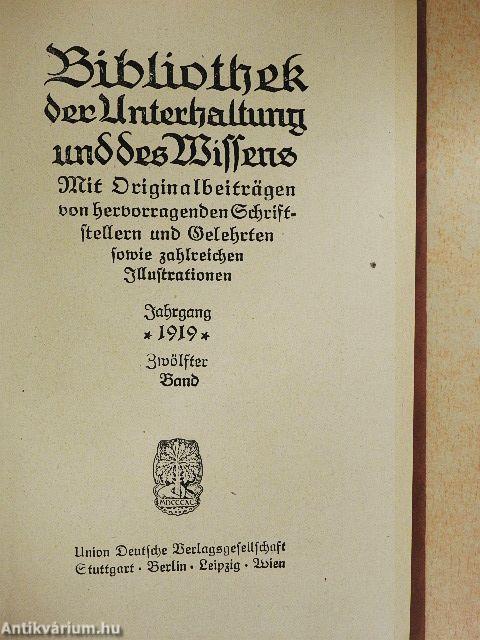 Bibliothek
der Unterhaltung
und des Wissens
Mit Originalbeiträgen
von hervorragenden Schrift-
stellern und Gelehrten
sowie zahlreichen
Illustrationen
Jahrgang
* 1919 *
Zwölfter
Band
MDCCCXC
Union Deutsche Verlagsgesellschaft
Stuttgart · Berlin · Leipzig · Wien
Antikvárium.hu